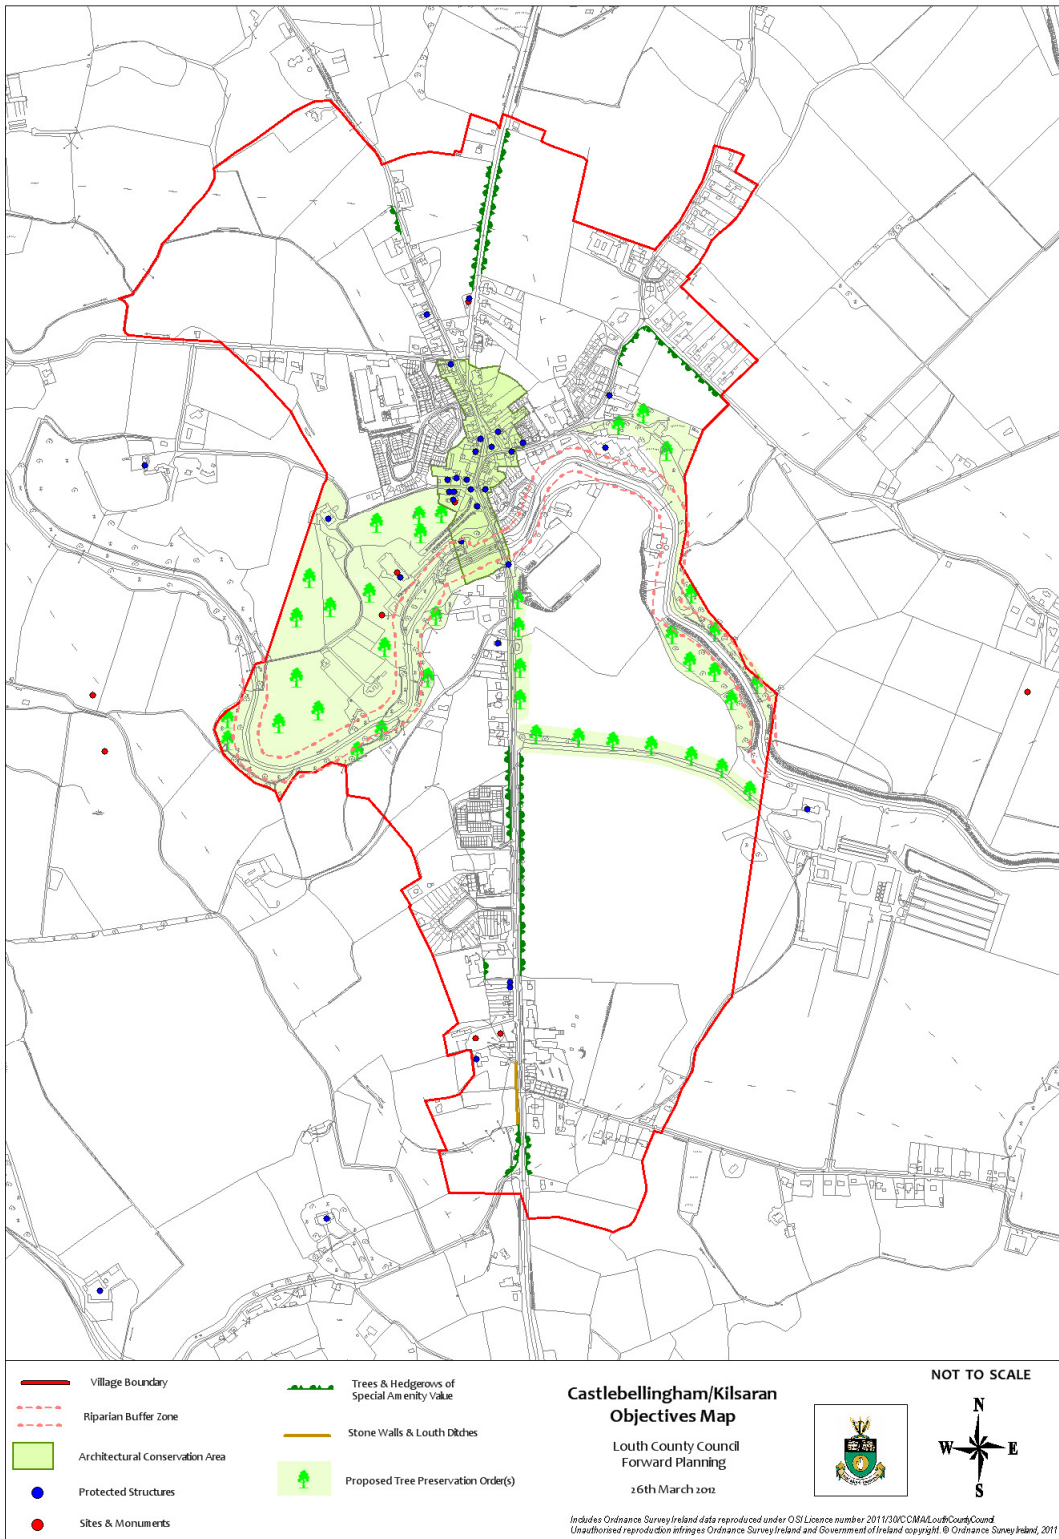 Village Boundary
Riparian Buffer Zone
Architectural Conservation Area
Protected Structures
Sites & Monuments
Trees & Hedgerows of
Special Amenity Value
Stone Walls & Louth Ditches
Proposed Tree Preservation Order(s)
Castlebellingham/Kilsaran
Objectives Map
Louth County Council
Forward Planning
26th March 2012
NOT TO SCALE
N
W
E
S
Includes Ordnance Survey Ireland data reproduced under OSI Licence number 2011/30/CCMA/LouthCountyCouncil
Unauthorised reproduction infringes Ordnance Survey Ireland and Government of Ireland copyright. © Ordnance Survey Ireland, 2011